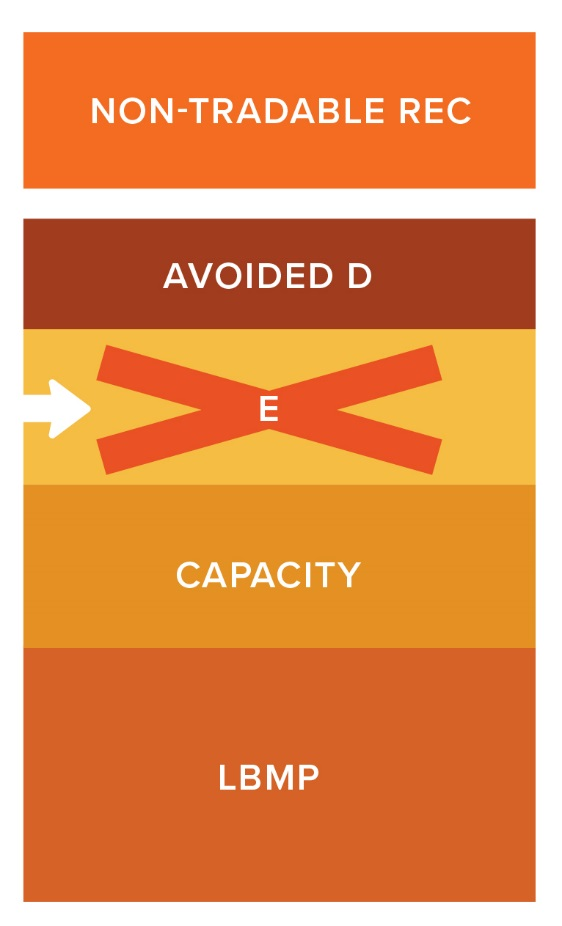 NON-TRADABLE REC
AVOIDED D
E
CAPACITY
LBMP